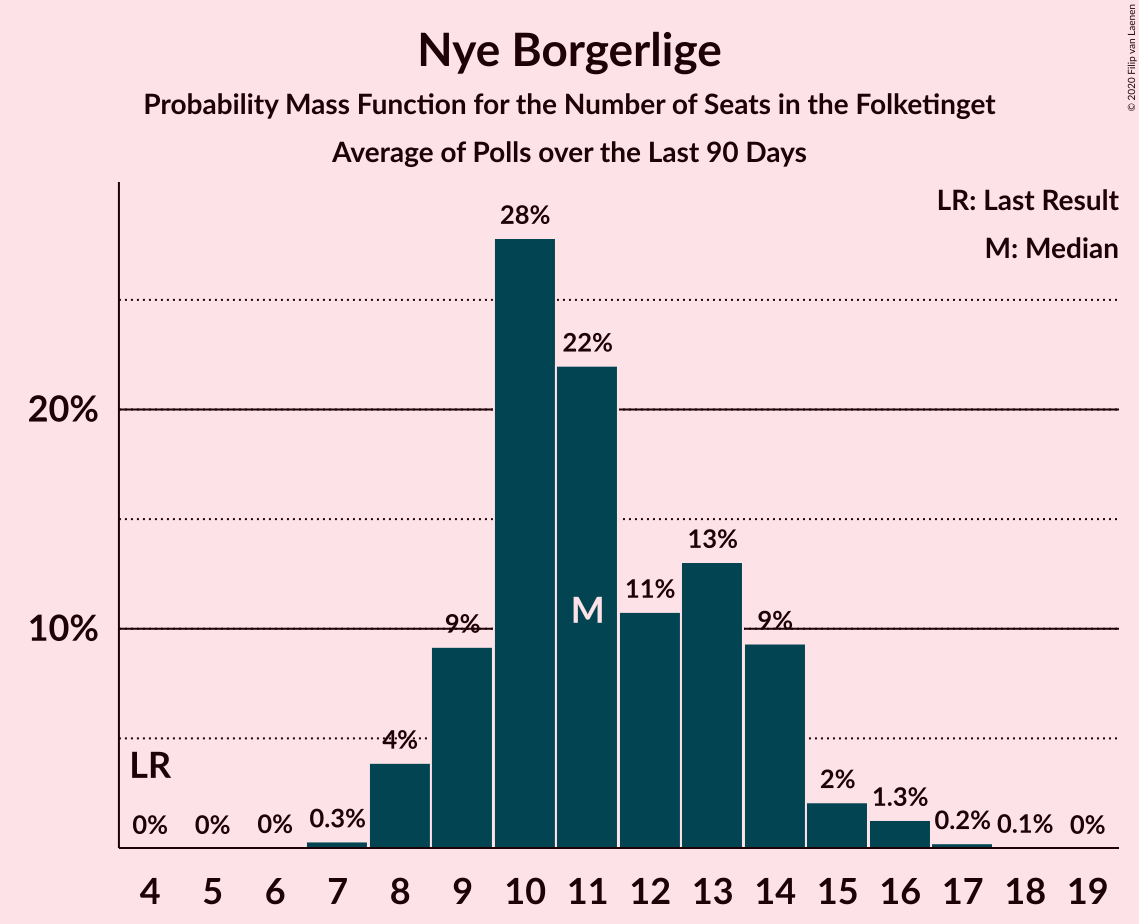 Nye Borgerlige
Probability Mass Function for the Number of Seats in the Folketinget
Average of Polls over the Last 90 Days
© 2020 Filip van Laenen
LR: Last Result
M: Median
28%
22%
20%
13%
11%
M
10%
9%
9%
4%
LR
2%
1.3%
0% 0% 0% 0.3% 0.2% 0.1% 0%
4 5 6 7 8 9 10 11 12 13 14 15 16 17 18 19